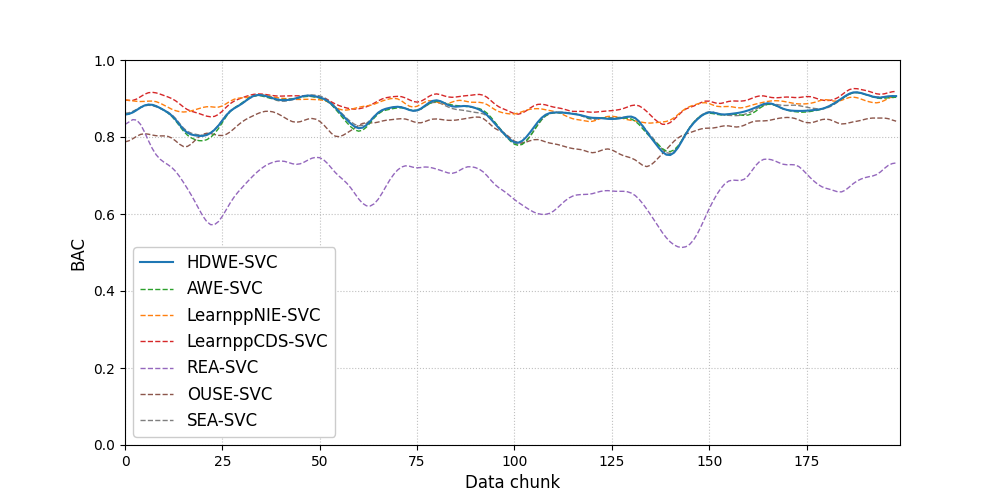 1.0
0.8
0.6
0.4
0.2
0.0
BAC
HDWE-SVC
AWE-SVC
LearnppNIE-SVC
LearnppCDS-SVC
REA-SVC
OUSE-SVC
SEA-SVC
0 25 50 75 100 125 150 175
Data chunk